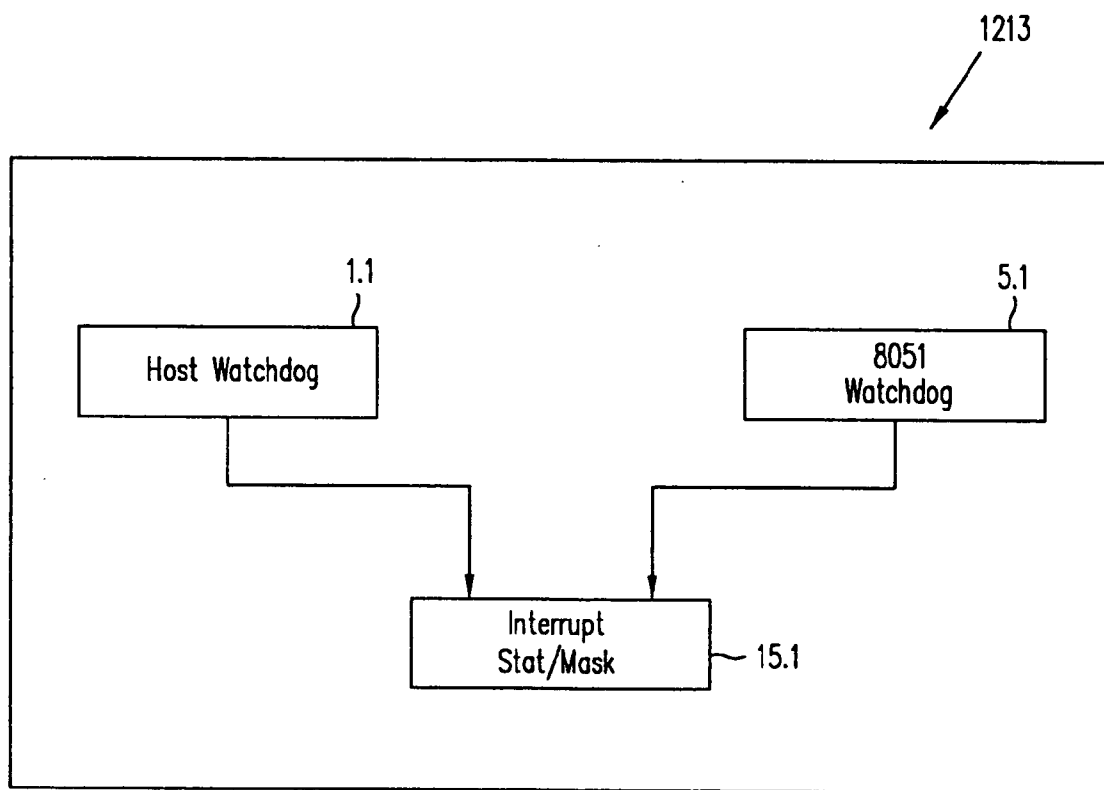 1213
1.1
Host Watchdog
5.1
8051
Watchdog
Interrupt
Stat/Mask
15.1